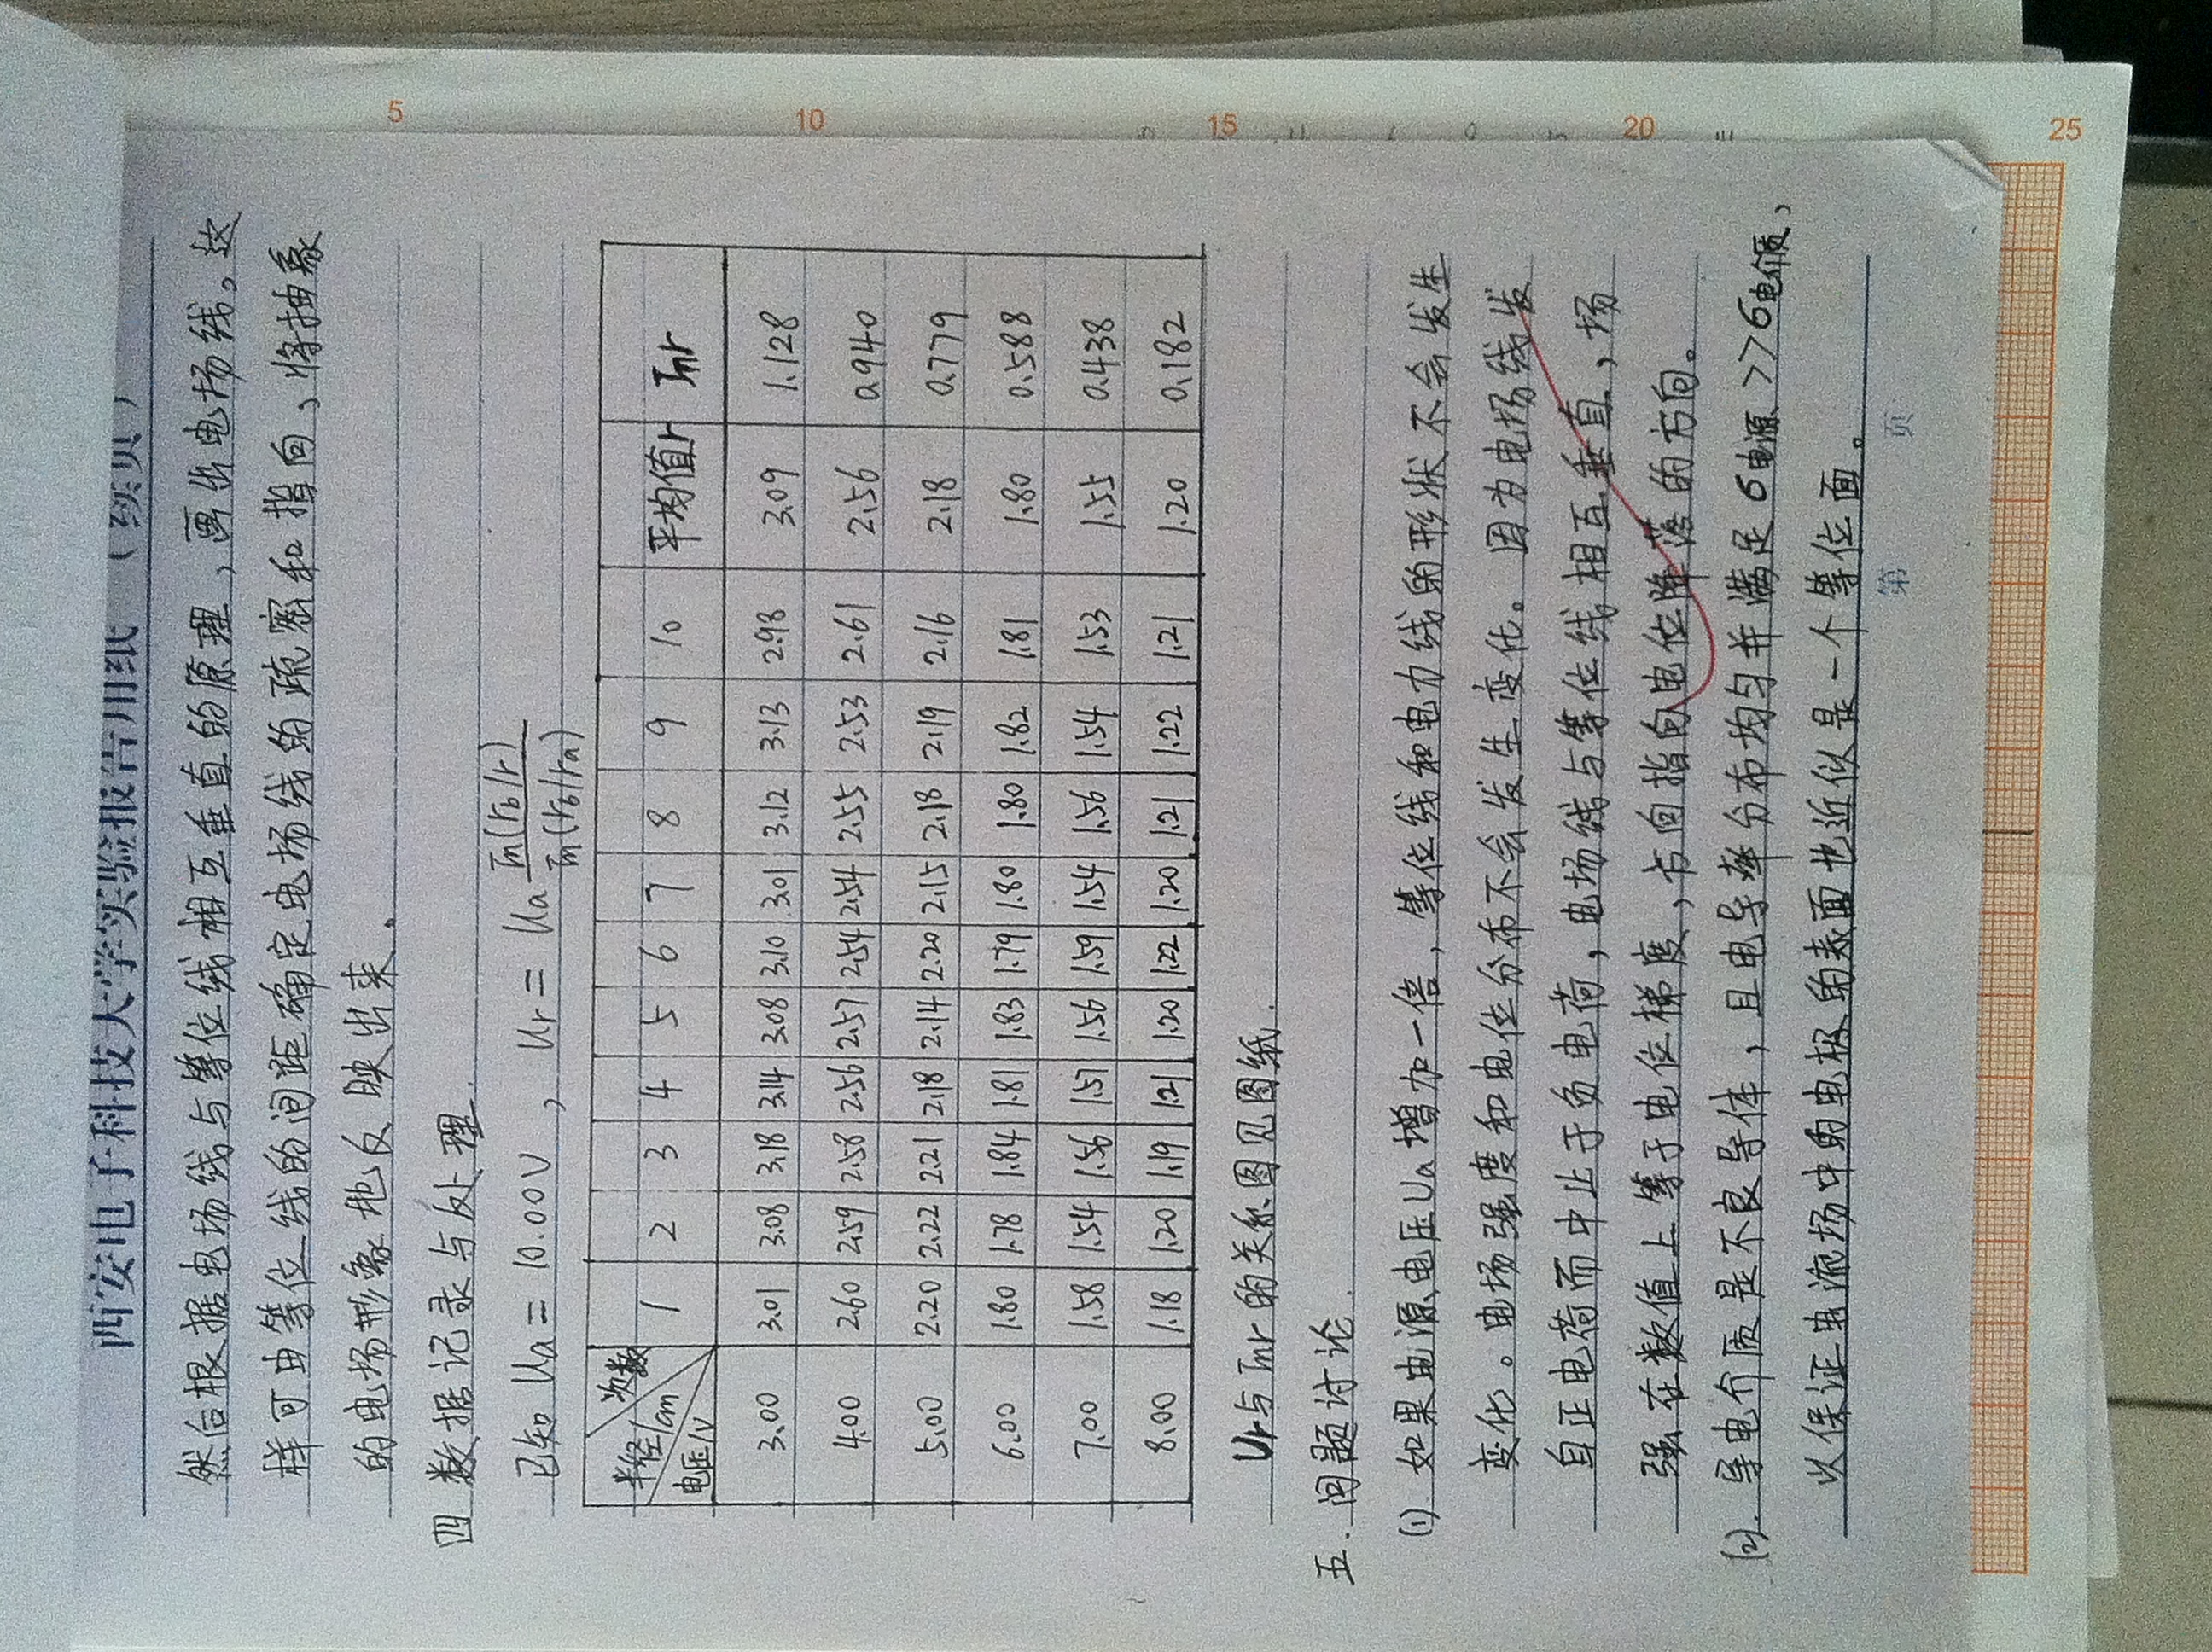 西安电子科技大学实验报告用纸 （续页）
然后根据电场线与等位线相互垂直的原理，画出电场线。这
样可由等位线的间距确定电场线的疏密和指向，将抽象
的电场形象地反映出来。
四 数据记录与处理.
已知 Ua = 10.00V ， Ur = Ua ln(rb/r) / ln(rb/ra)
半径/cm 次数 电压/V 1 2 3 4 5 6 7 8 9 10 平均值r lnr
3.00 3.01 3.08 3.18 3.14 3.08 3.10 3.01 3.12 3.13 2.98 3.09 1.128
4.00 2.60 2.59 2.58 2.56 2.57 2.54 2.54 2.55 2.53 2.61 2.56 0.940
5.00 2.20 2.22 2.21 2.18 2.14 2.20 2.15 2.18 2.19 2.16 2.18 0.779
6.00 1.80 1.78 1.84 1.81 1.83 1.79 1.80 1.80 1.82 1.81 1.80 0.588
7.00 1.58 1.54 1.56 1.57 1.56 1.59 1.54 1.56 1.54 1.53 1.55 0.438
8.00 1.18 1.20 1.19 1.21 1.20 1.22 1.20 1.21 1.22 1.21 1.20 0.182
Ur与lnr的关系图见图纸.
五. 问题讨论.
(1) 如果电源电压Ua增加一倍，等位线和电力线的形状不会发生
变化。电场强度和电位分布不会发生变化。因为电场线发
自正电荷而中止于负电荷，电场线与等位线相互垂直，场
强在数值上等于电位梯度，方向指向电位降落的方向。
(2). 导电介质是不良导体，且电导率分布均匀并满足 σ电源 >>σ电介质，
以保证电流场中的电极的表面也近似是一个等位面。
第 页
5
10
15
20
25